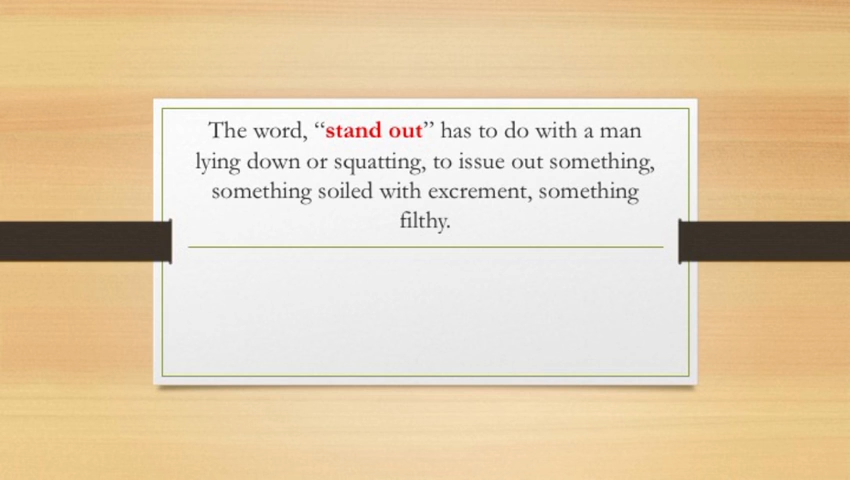 The word, “stand out” has to do with a man
lying down or squatting, to issue out something,
something soiled with excrement, something
filthy.